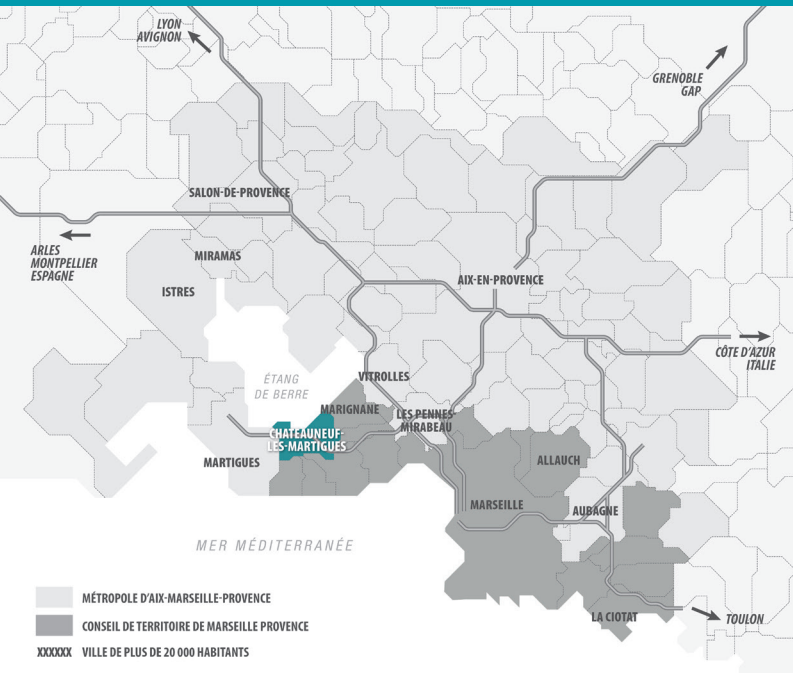 LYON
AVIGNON
GRENOBLE
GAP
SALON-DE-PROVENCE
ARLES
MONTPELLIER
ESPAGNE
MIRAMAS
ISTRES
AIX-EN-PROVENCE
CÔTE D'AZUR
ITALIE
ÉTANG
DE BERRE
VITROLLES
MARIGNANE
LES PENNES-
MIRABEAU
CHATEAUNEUF-
LES-MARTIGUES
MARTIGUES
ALLAUCH
MARSEILLE
AUBAGNE
MER MÉDITERRANÉE
LA CIOTAT
TOULON
MÉTROPOLE D'AIX-MARSEILLE-PROVENCE
CONSEIL DE TERRITOIRE DE MARSEILLE PROVENCE
XXXXXX VILLE DE PLUS DE 20 000 HABITANTS